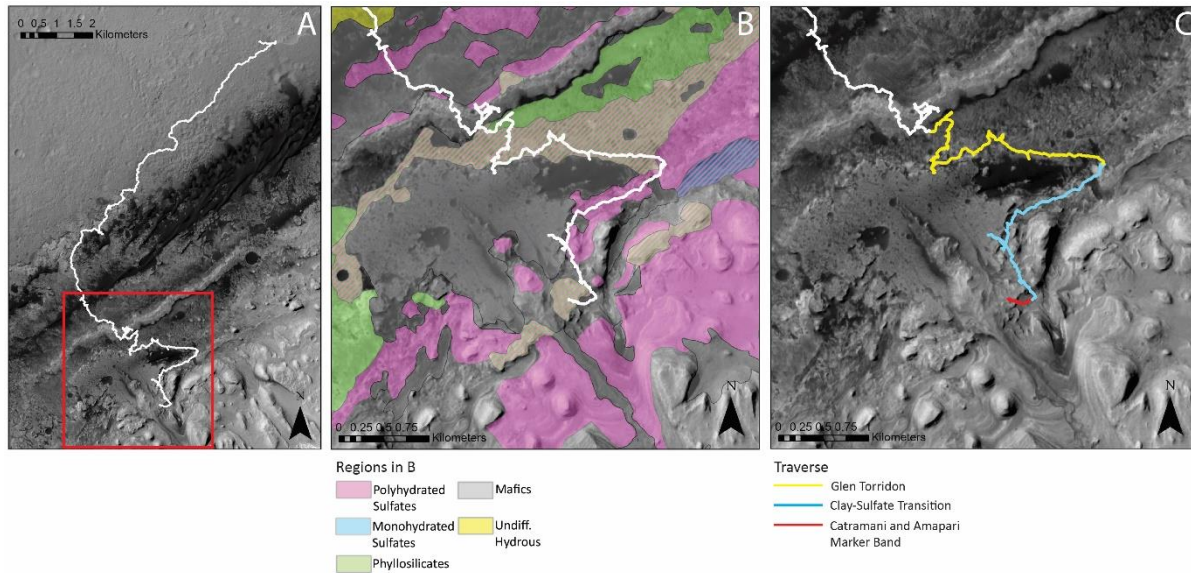 A
0 0.5 1 1.5 2
Kilometers
N
B
N
0 0.25 0.5 0.75 1
Kilometers
C
N
0 0.25 0.5 0.75 1
Kilometers
Regions in B
Polyhydrated
Sulfates
Monohydrated
Sulfates
Phyllosilicates
Mafics
Undiff.
Hydrous
Traverse
Glen Torridon
Clay-Sulfate Transition
Catramani and Amapari
Marker Band